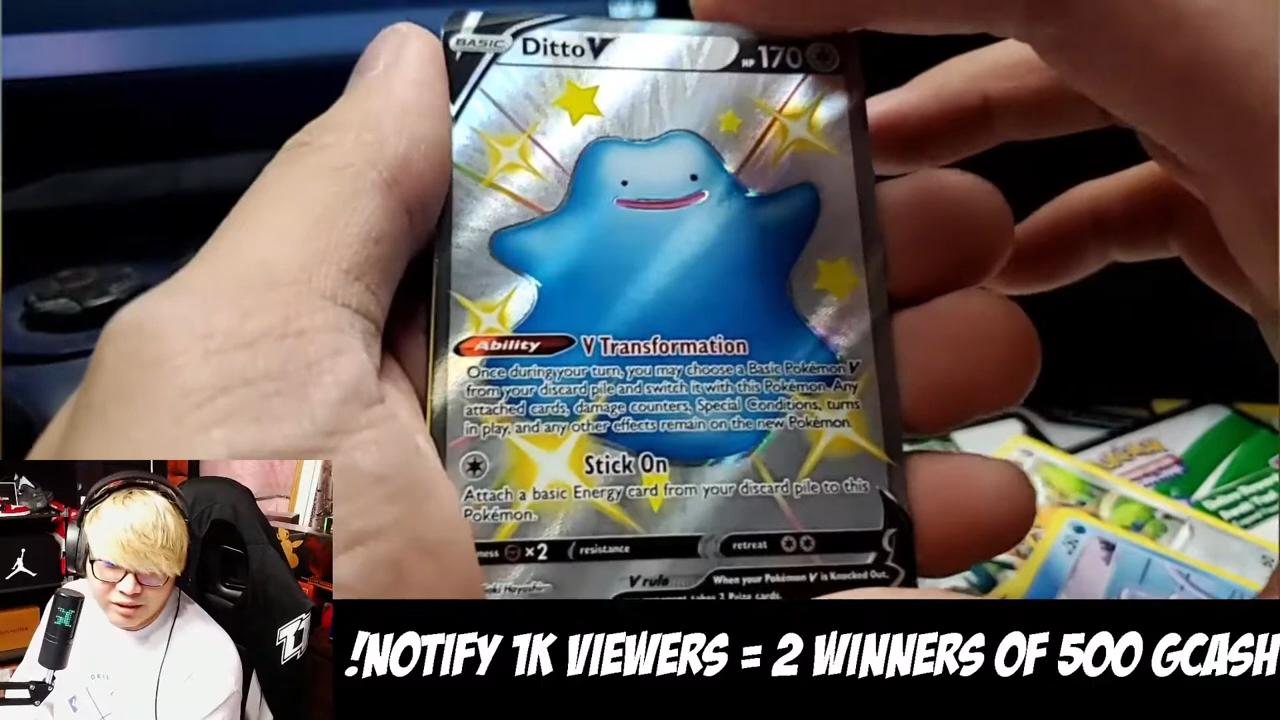 BASIC Ditto V HP 170
Ability V Transformation
Once during your turn, you may choose a Basic Pokémon V
from your discard pile and switch it with this Pokémon. Any
attached cards, damage counters, Special Conditions, turns
in play, and any other effects remain on the new Pokémon.
Stick On
Attach a basic Energy card from your discard pile to this
Pokémon.
ness ×2 resistance retreat
V rule When your Pokémon V is Knocked Out,
2 Prize cards.
!NOTIFY 1K VIEWERS = 2 WINNERS OF 500 GCASH